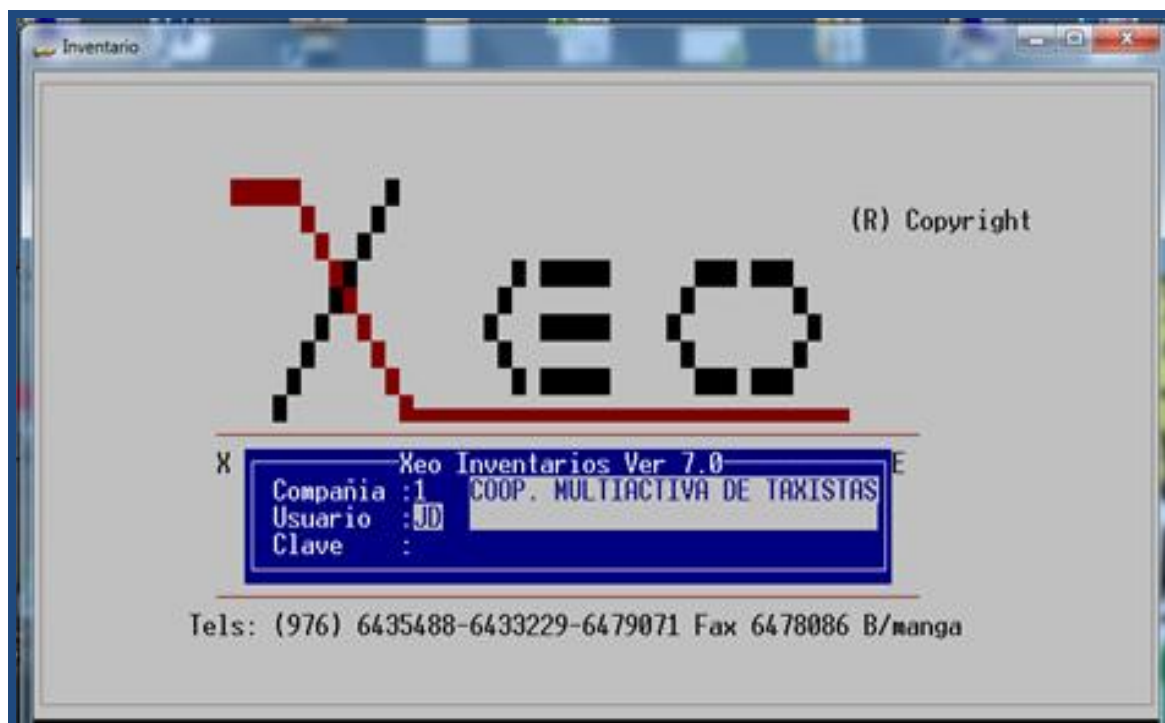 Inventario
(R) Copyright
Xeo
X E
Xeo Inventarios Ver 7.0
Compañia :1 COOP. MULTIACTIVA DE TAXISTAS
Usuario :JD
Clave :
Tels: (976) 6435488-6433229-6479071 Fax 6478086 B/manga